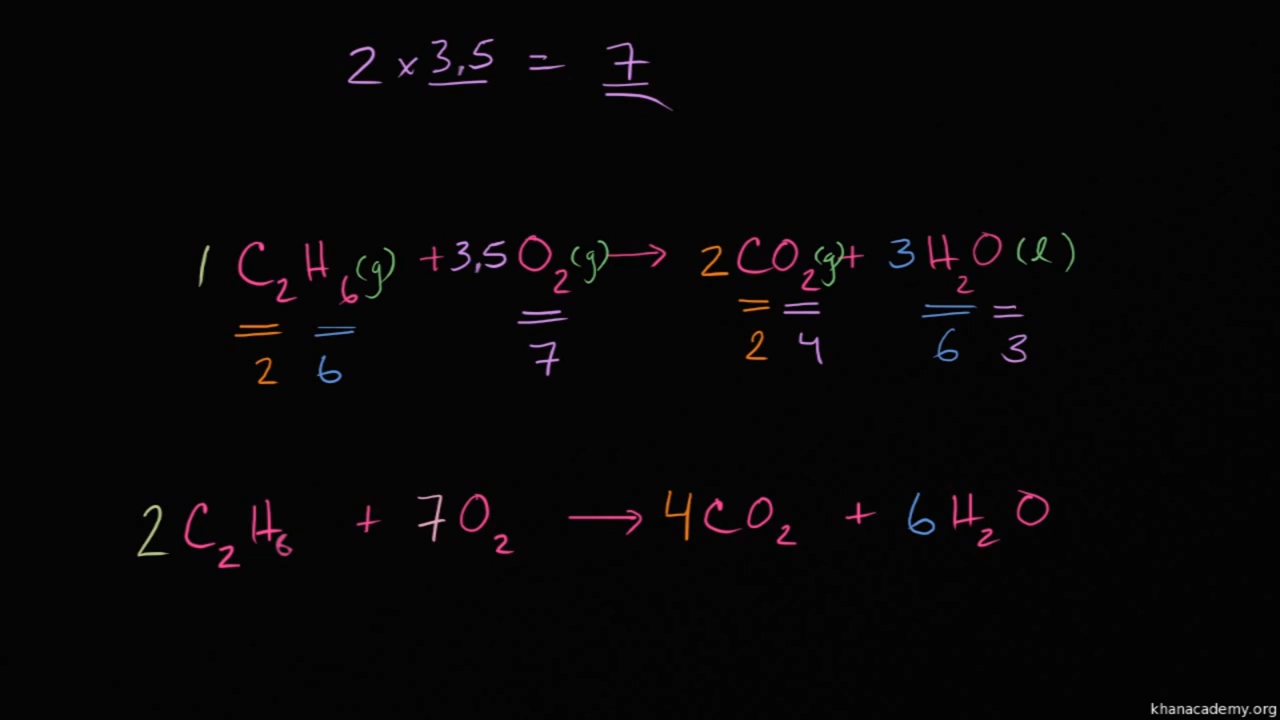 2 × 3,5 = 7
1 C₂H₆(g) + 3,5 O₂(g) → 2CO₂(g) + 3H₂O(l)
2 6 7 2 4 6 3
2C₂H₆ + 7O₂ → 4CO₂ + 6H₂O
khanacademy.org